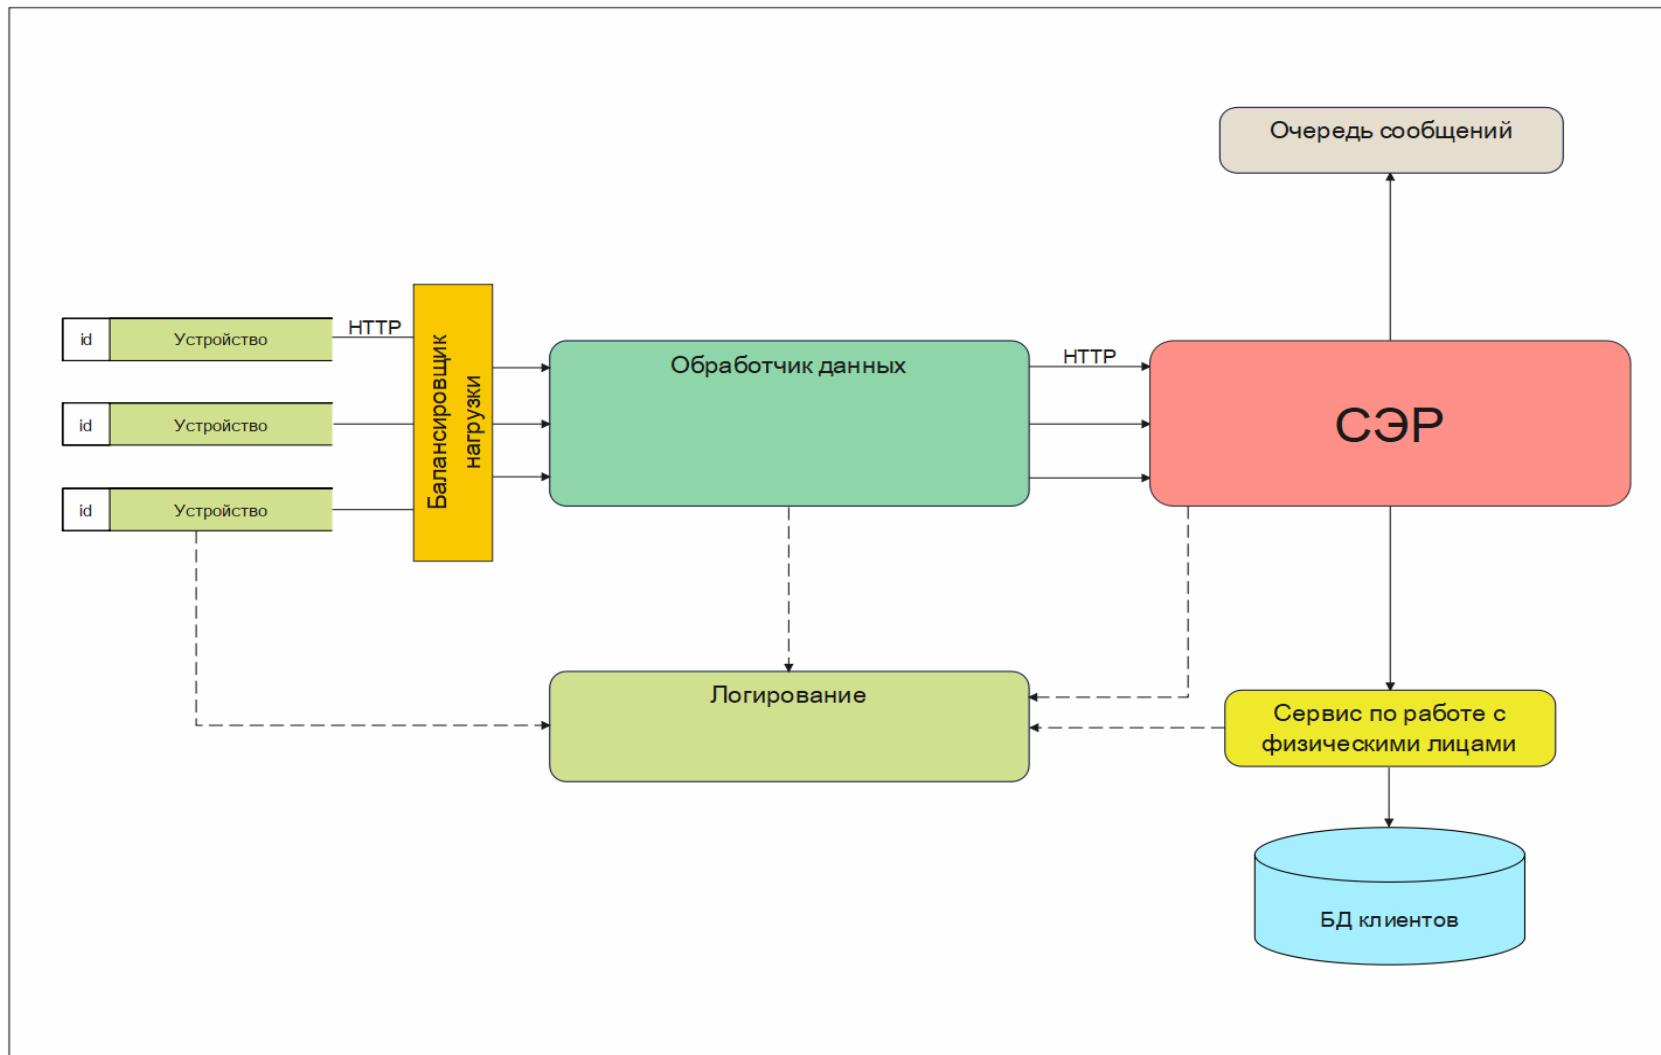 Очередь сообщений
id
Устройство
HTTP
id
Устройство
id
Устройство
Балансировщик
нагрузки
Обработчик данных
HTTP
СЭР
Логирование
Сервис по работе с
физическими лицами
БД клиентов